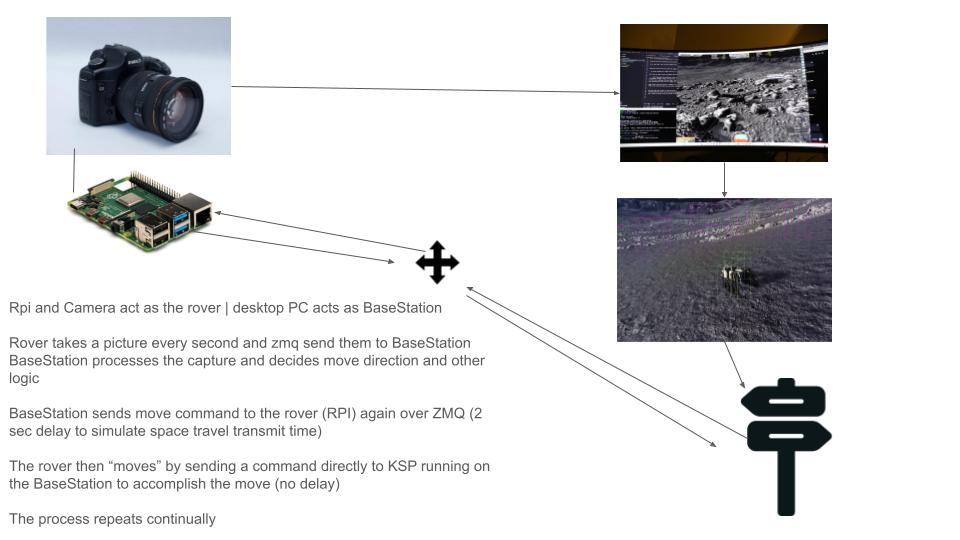 Rpi and Camera act as the rover | desktop PC acts as BaseStation
Rover takes a picture every second and zmq send them to BaseStation
BaseStation processes the capture and decides move direction and other
logic
BaseStation sends move command to the rover (RPI) again over ZMQ (2
sec delay to simulate space travel transmit time)
The rover then “moves” by sending a command directly to KSP running on
the BaseStation to accomplish the move (no delay)
The process repeats continually